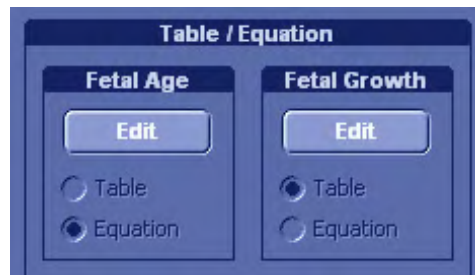 Table / Equation
Fetal Age
Edit
Table
Equation
Fetal Growth
Edit
Table
Equation